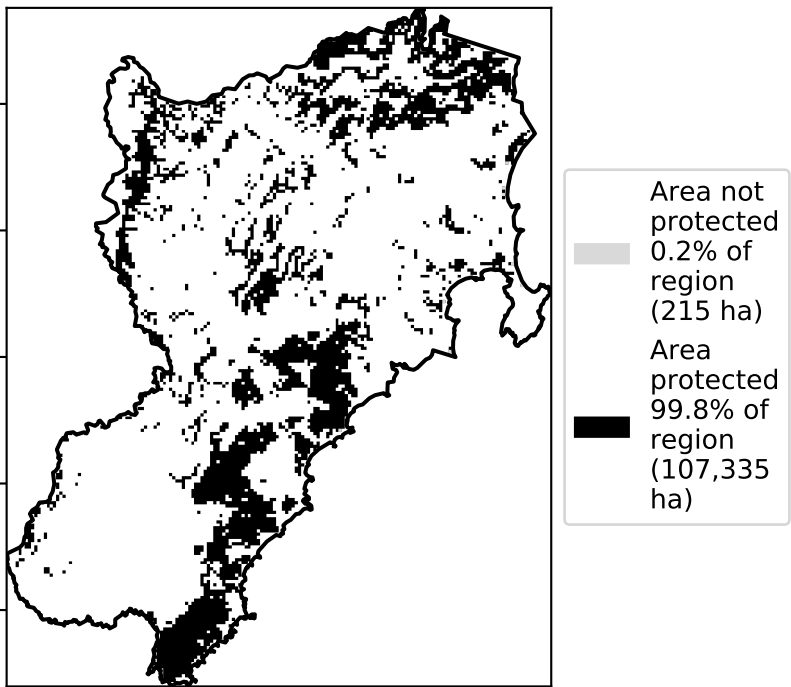 Area not
protected
0.2% of
region
(215 ha)
Area
protected
99.8% of
region
(107,335
ha)